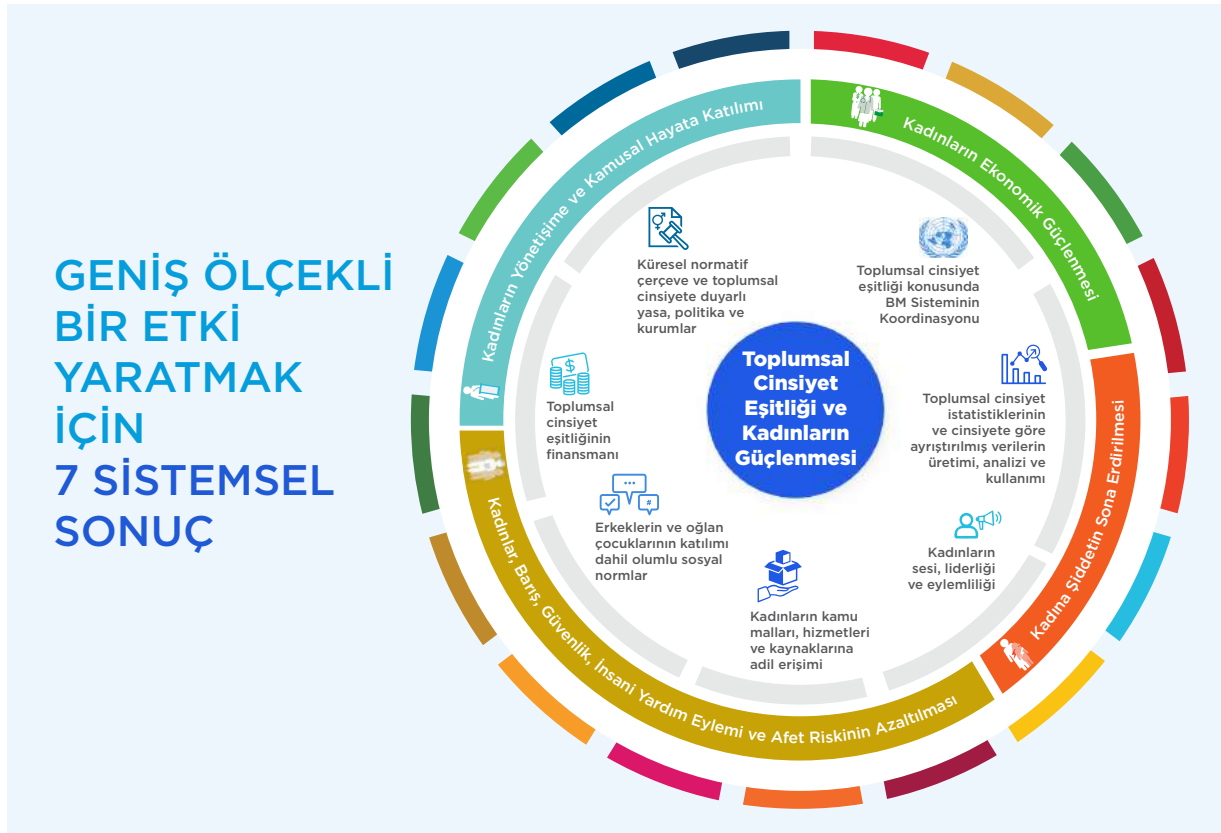 GENİŞ ÖLÇEKLİ
BİR ETKİ
YARATMAK
İÇİN
7 SİSTEMSEL
SONUÇ
Kadınların Yönetişime ve Kamusal Hayata Katılımı
Kadınların Ekonomik Güçlenmesi
Kadına Şiddetin Sona Erdirilmesi
Kadınlar, Barış, Güvenlik, İnsani Yardım Eylemi ve Afet Riskinin Azaltılması
Küresel normatif
çerçeve ve toplumsal
cinsiyete duyarlı
yasa, politika ve
kurumlar
Toplumsal cinsiyet
eşitliği konusunda
BM Sisteminin
Koordinasyonu
Toplumsal
cinsiyet
eşitliğinin
finansmanı
$
Toplumsal
Cinsiyet
Eşitliği ve
Kadınların
Güçlenmesi
Toplumsal cinsiyet
istatistiklerinin
ve cinsiyete göre
ayrıştırılmış verilerin
üretimi, analizi ve
kullanımı
#
Erkeklerin ve oğlan
çocuklarının katılımı
dahil olumlu sosyal
normlar
Kadınların
sesi, liderliği
ve eylemliliği
Kadınların kamu
malları, hizmetleri
ve kaynaklarına
adil erişimi